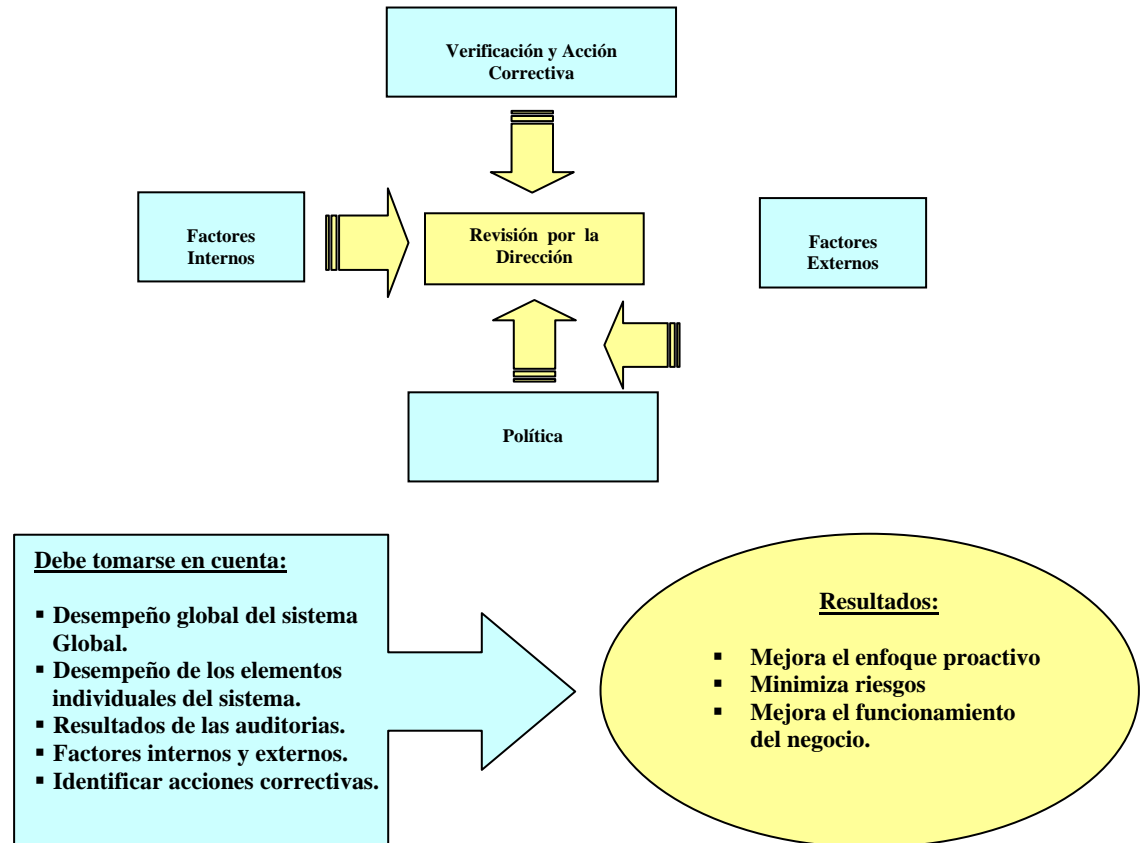 Verificación y Acción
Correctiva
Factores
Internos
Revisión por la
Dirección
Factores
Externos
Política
Debe tomarse en cuenta:
▪ Desempeño global del sistema
Global.
▪ Desempeño de los elementos
individuales del sistema.
▪ Resultados de las auditorias.
▪ Factores internos y externos.
▪ Identificar acciones correctivas.
Resultados:
▪ Mejora el enfoque proactivo
▪ Minimiza riesgos
▪ Mejora el funcionamiento
del negocio.